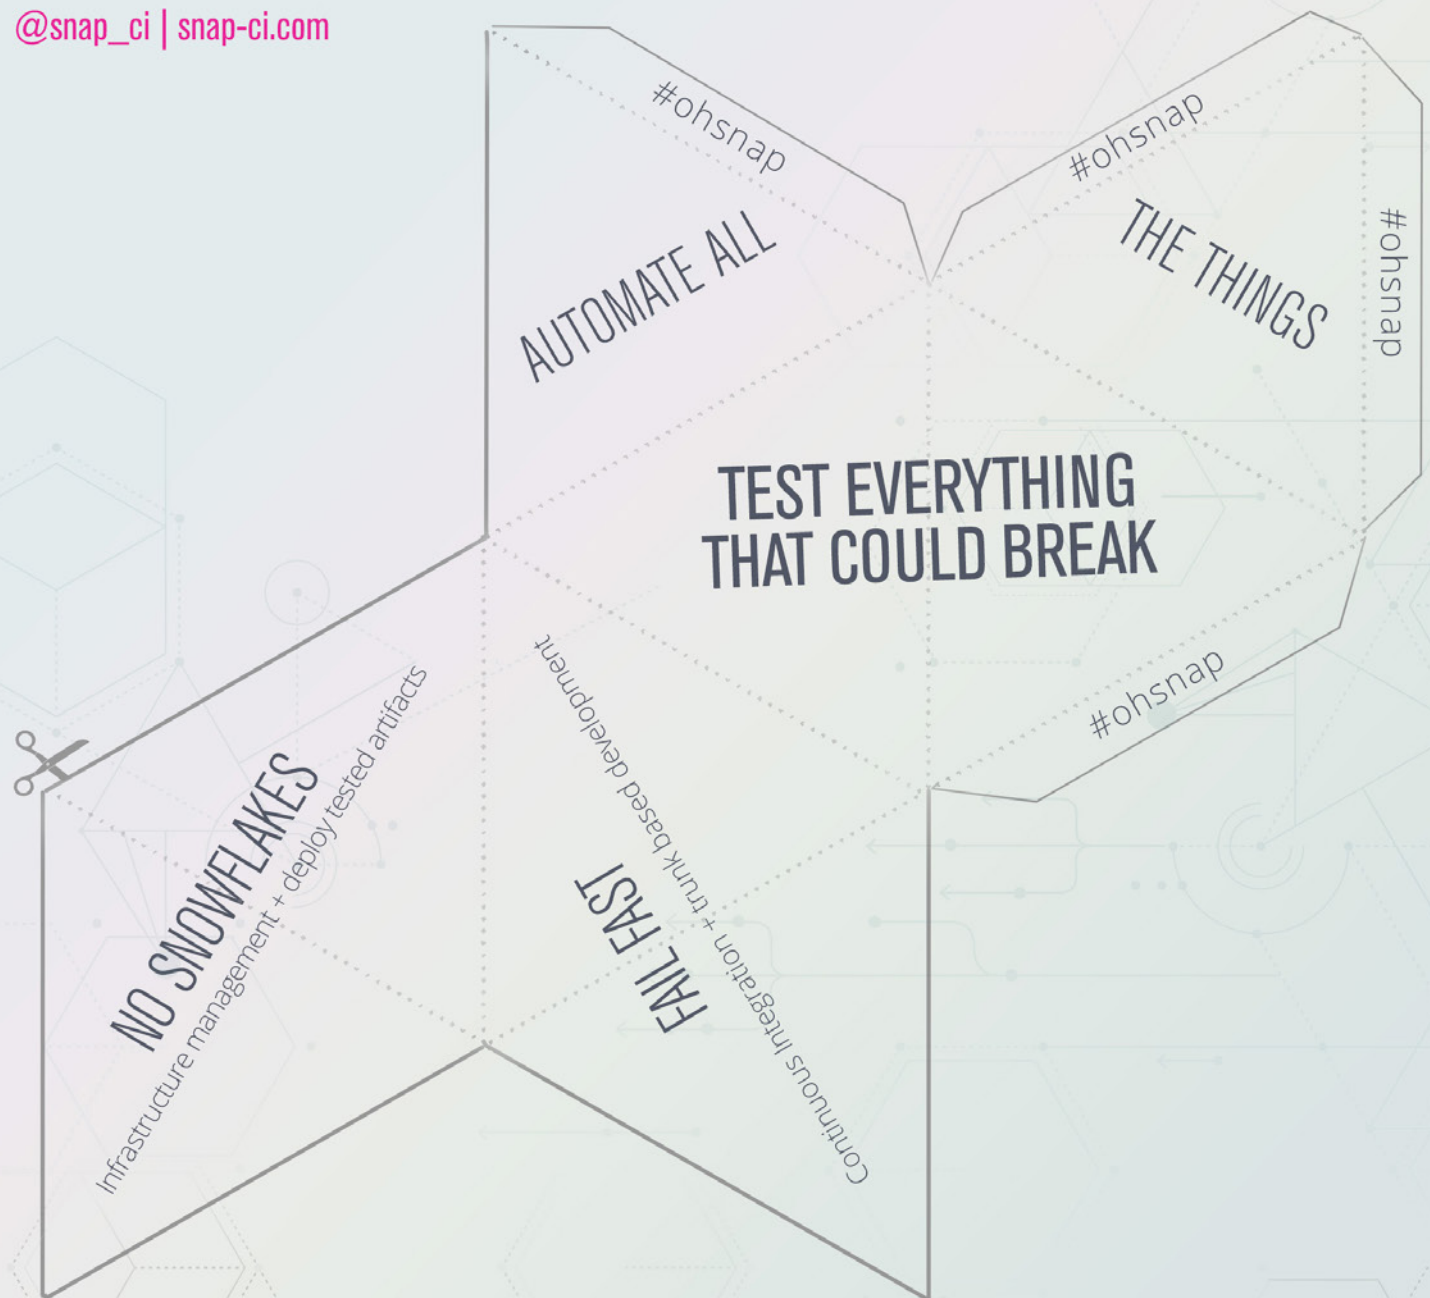 @snap_ci | snap-ci.com
#ohsnap
#ohsnap
#ohsnap
AUTOMATE ALL
THE THINGS
TEST EVERYTHING
THAT COULD BREAK
#ohsnap
NO SNOWFLAKES
Infrastructure management + deploy tested artifacts
FAIL FAST
Continuous Integration + trunk based development